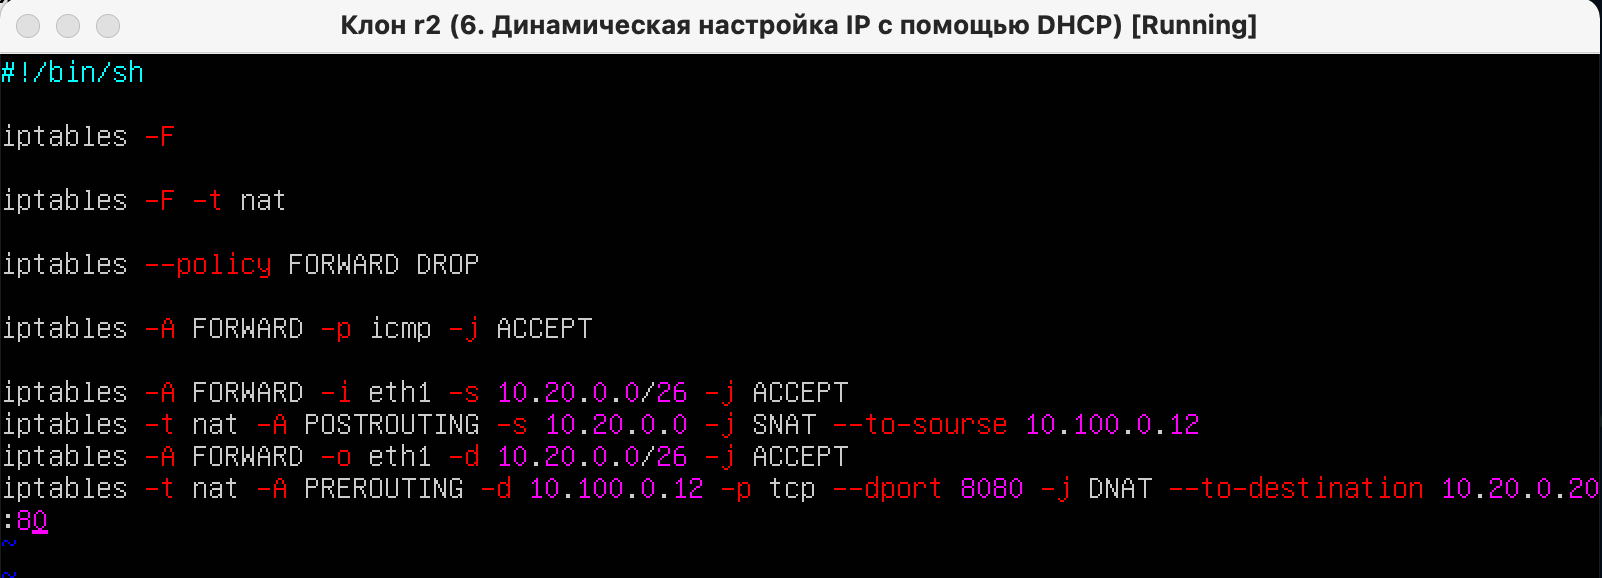 Клон r2 (6. Динамическая настройка IP с помощью DHCP) [Running]
#!/bin/sh
iptables -F
iptables -F -t nat
iptables --policy FORWARD DROP
iptables -A FORWARD -p icmp -j ACCEPT
iptables -A FORWARD -i eth1 -s 10.20.0.0/26 -j ACCEPT
iptables -t nat -A POSTROUTING -s 10.20.0.0 -j SNAT --to-sourse 10.100.0.12
iptables -A FORWARD -o eth1 -d 10.20.0.0/26 -j ACCEPT
iptables -t nat -A PREROUTING -d 10.100.0.12 -p tcp --dport 8080 -j DNAT --to-destination 10.20.0.20
:80
~
~